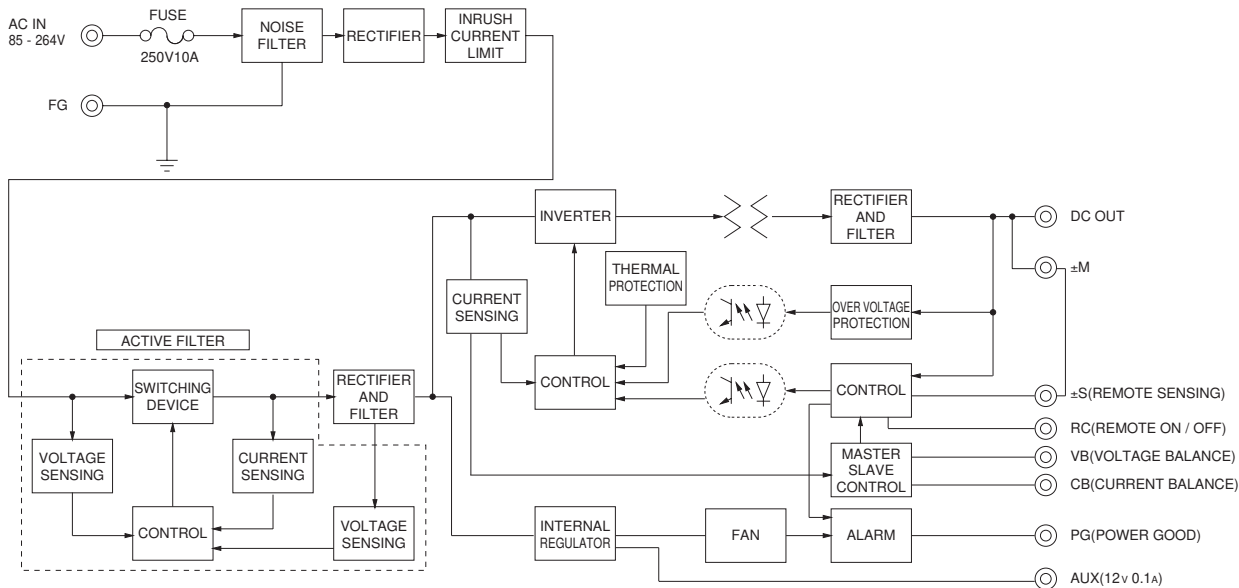 AC IN
85 - 264V
FUSE
250V10A
NOISE
FILTER
RECTIFIER
INRUSH
CURRENT
LIMIT
FG
INVERTER
RECTIFIER
AND
FILTER
DC OUT
THERMAL
PROTECTION
±M
CURRENT
SENSING
OVER VOLTAGE
PROTECTION
ACTIVE FILTER
SWITCHING
DEVICE
RECTIFIER
AND
FILTER
CONTROL
CONTROL
±S(REMOTE SENSING)
RC(REMOTE ON / OFF)
VOLTAGE
SENSING
CURRENT
SENSING
MASTER
SLAVE
CONTROL
VB(VOLTAGE BALANCE)
CB(CURRENT BALANCE)
CONTROL
VOLTAGE
SENSING
INTERNAL
REGULATOR
FAN
ALARM
PG(POWER GOOD)
AUX(12V 0.1A)